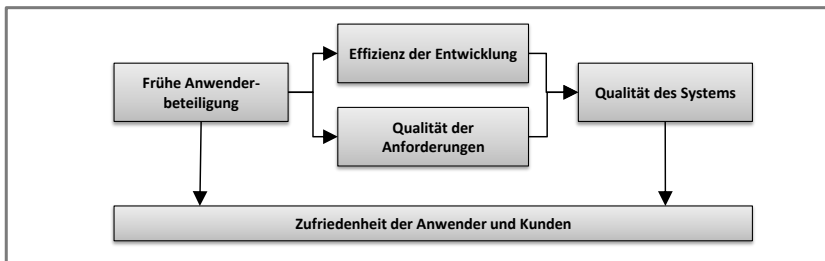 Frühe Anwender-
beteiligung
Effizienz der Entwicklung
Qualität der
Anforderungen
Qualität des Systems
Zufriedenheit der Anwender und Kunden